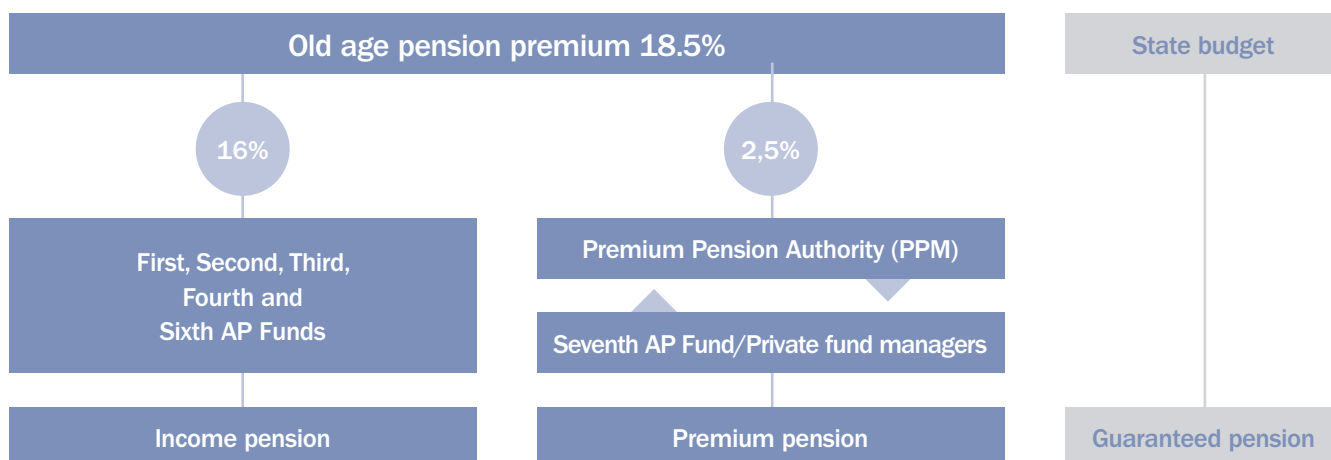 Old age pension premium 18.5%
State budget
16%
2,5%
First, Second, Third,
Fourth and
Sixth AP Funds
Premium Pension Authority (PPM)
Seventh AP Fund/Private fund managers
Income pension
Premium pension
Guaranteed pension